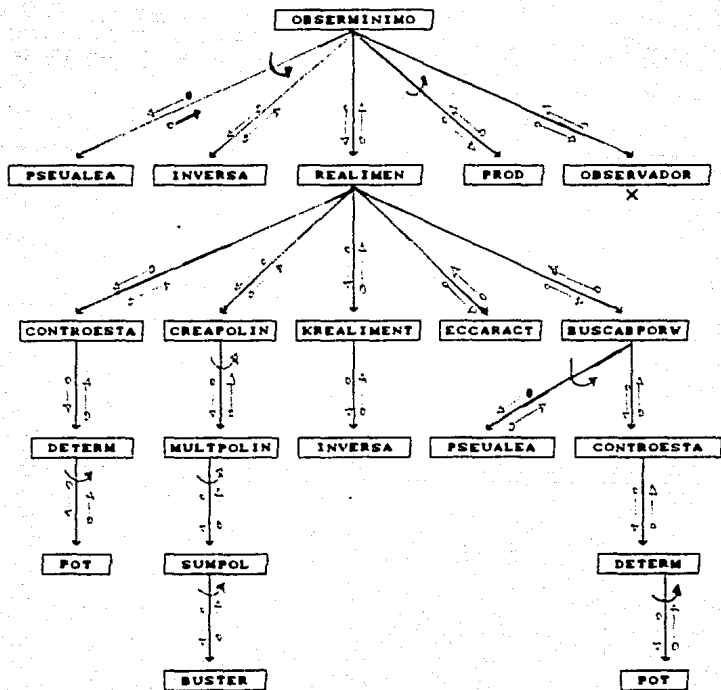 OBSERMINIMO
PSEUALEA INVERSA REALIMEN PROD OBSERVADOR
CONTROESTA CREAPOLIN KREALIMENT ECCARACT BUSCABPORW
DETERM MULTPOLIN INVERSA PSEUALEA CONTROESTA
POT SUMPOL DETERM
BUSTER POT